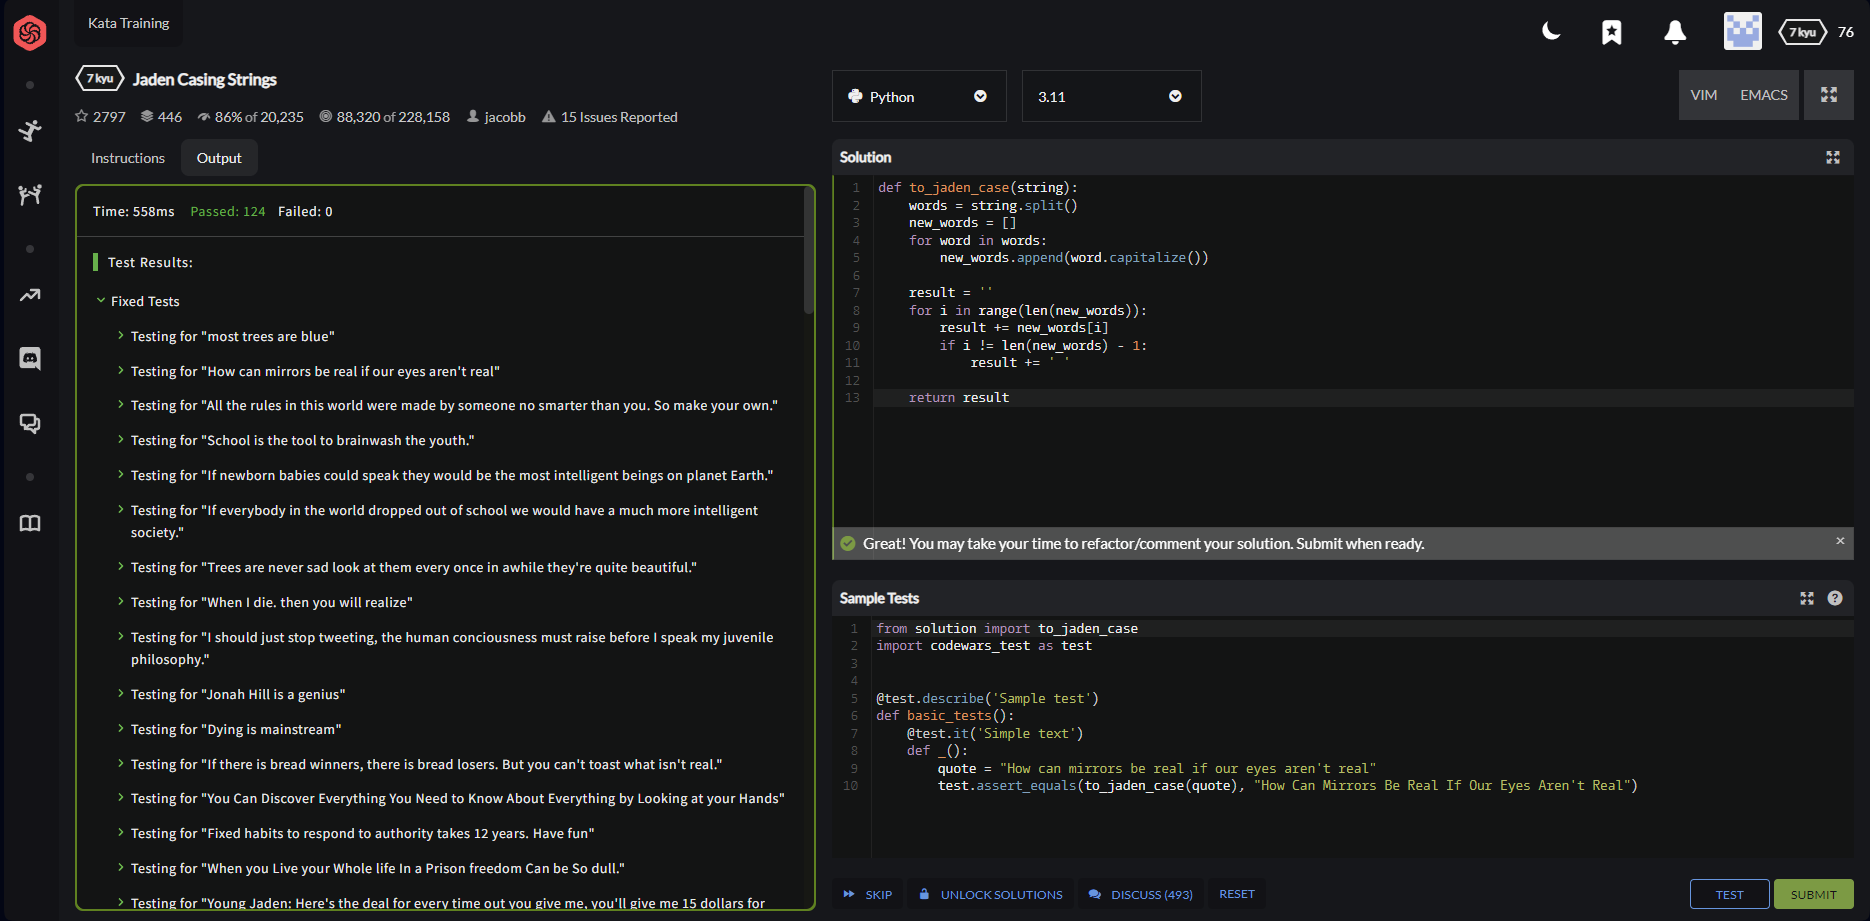 Kata Training
7 kyu
76
7 kyu Jaden Casing Strings
2797 446 86% of 20,235 88,320 of 228,158 jacobb 15 Issues Reported
Instructions Output
Time: 558ms Passed: 124 Failed: 0
Test Results:
Fixed Tests
Testing for "most trees are blue"
Testing for "How can mirrors be real if our eyes aren't real"
Testing for "All the rules in this world were made by someone no smarter than you. So make your own."
Testing for "School is the tool to brainwash the youth."
Testing for "If newborn babies could speak they would be the most intelligent beings on planet Earth."
Testing for "If everybody in the world dropped out of school we would have a much more intelligent
society."
Testing for "Trees are never sad look at them every once in awhile they're quite beautiful."
Testing for "When I die. then you will realize"
Testing for "I should just stop tweeting, the human conciousness must raise before I speak my juvenile
philosophy."
Testing for "Jonah Hill is a genius"
Testing for "Dying is mainstream"
Testing for "If there is bread winners, there is bread losers. But you can't toast what isn't real."
Testing for "You Can Discover Everything You Need to Know About Everything by Looking at your Hands"
Testing for "Fixed habits to respond to authority takes 12 years. Have fun"
Testing for "When you Live your Whole life In a Prison freedom Can be So dull."
Testing for "Young Jaden: Here's the deal for every time out you give me, you'll give me 15 dollars for
Python 3.11 VIM EMACS
Solution
1 def to_jaden_case(string):
2     words = string.split()
3     new_words = []
4     for word in words:
5         new_words.append(word.capitalize())
6
7     result = ''
8     for i in range(len(new_words)):
9         result += new_words[i]
10         if i != len(new_words) - 1:
11             result += ' '
12
13     return result
Great! You may take your time to refactor/comment your solution. Submit when ready. ×
Sample Tests ?
1 from solution import to_jaden_case
2 import codewars_test as test
3
4
5 @test.describe('Sample test')
6 def basic_tests():
7     @test.it('Simple text')
8     def _():
9         quote = "How can mirrors be real if our eyes aren't real"
10         test.assert_equals(to_jaden_case(quote), "How Can Mirrors Be Real If Our Eyes Aren't Real")
SKIP UNLOCK SOLUTIONS DISCUSS (493) RESET TEST SUBMIT